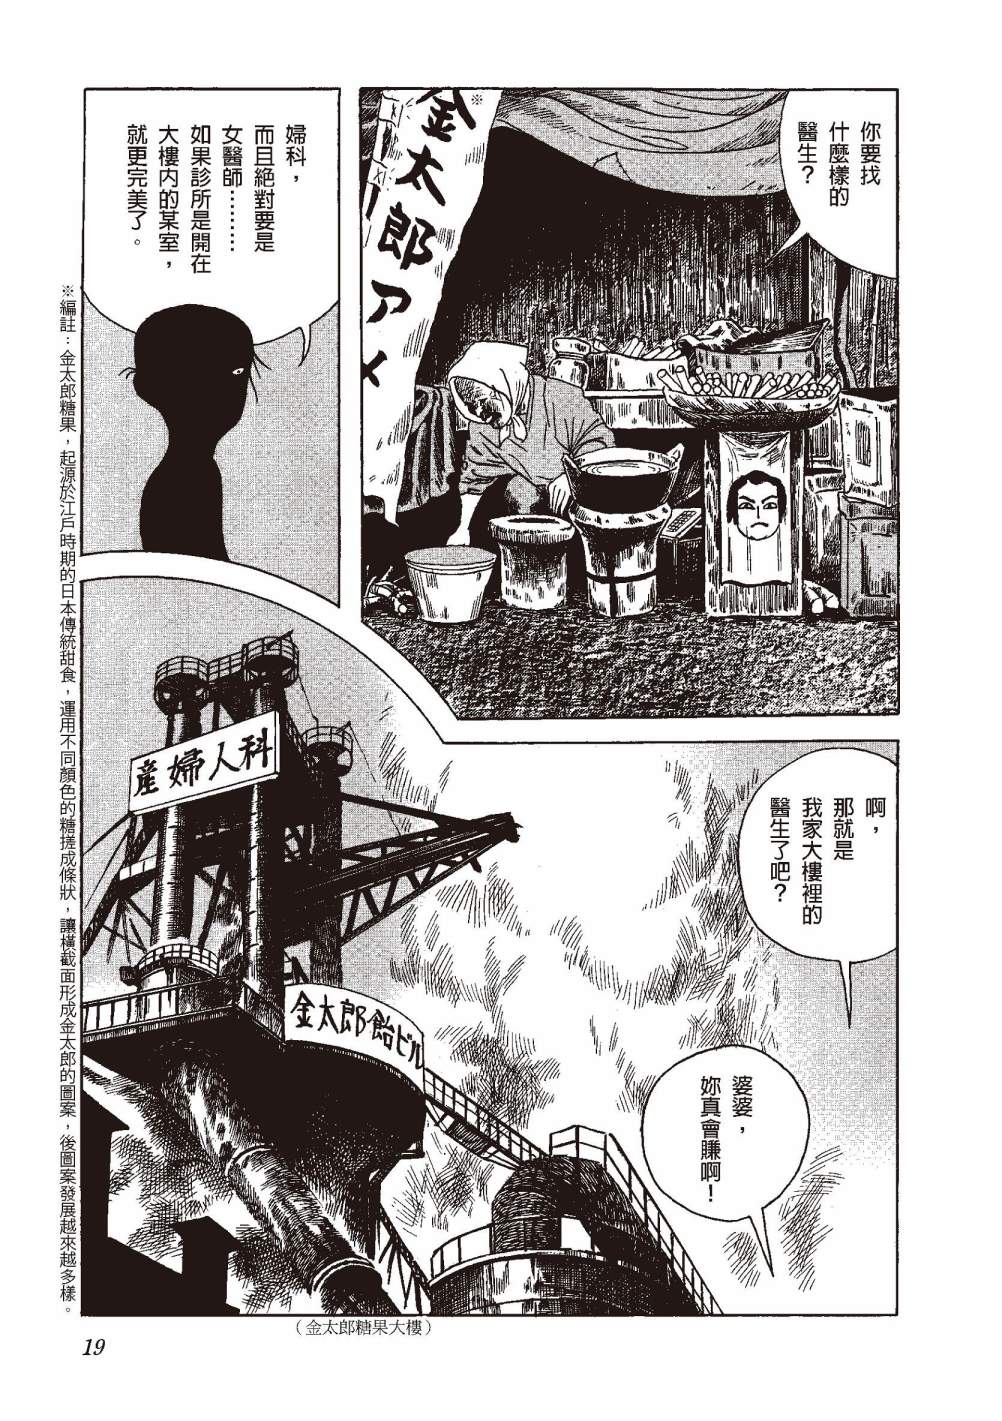 你要找
什麼樣的
醫生？
※
金太郎アメ
婦科，
而且絕對要是
女醫師………
如果診所是開在
大樓內的某室，
就更完美了。
啊，
那就是
我家大樓裡的
醫生了吧？
婆婆，
妳真會賺啊！
産婦人科
金太郎飴ビル
（金太郎糖果大樓）
※編註：金太郎糖果，起源於江戶時期的日本傳統甜食，運用不同顏色的糖搓成條狀，讓橫截面形成金太郎的圖案，後圖案發展越來越多樣。
19